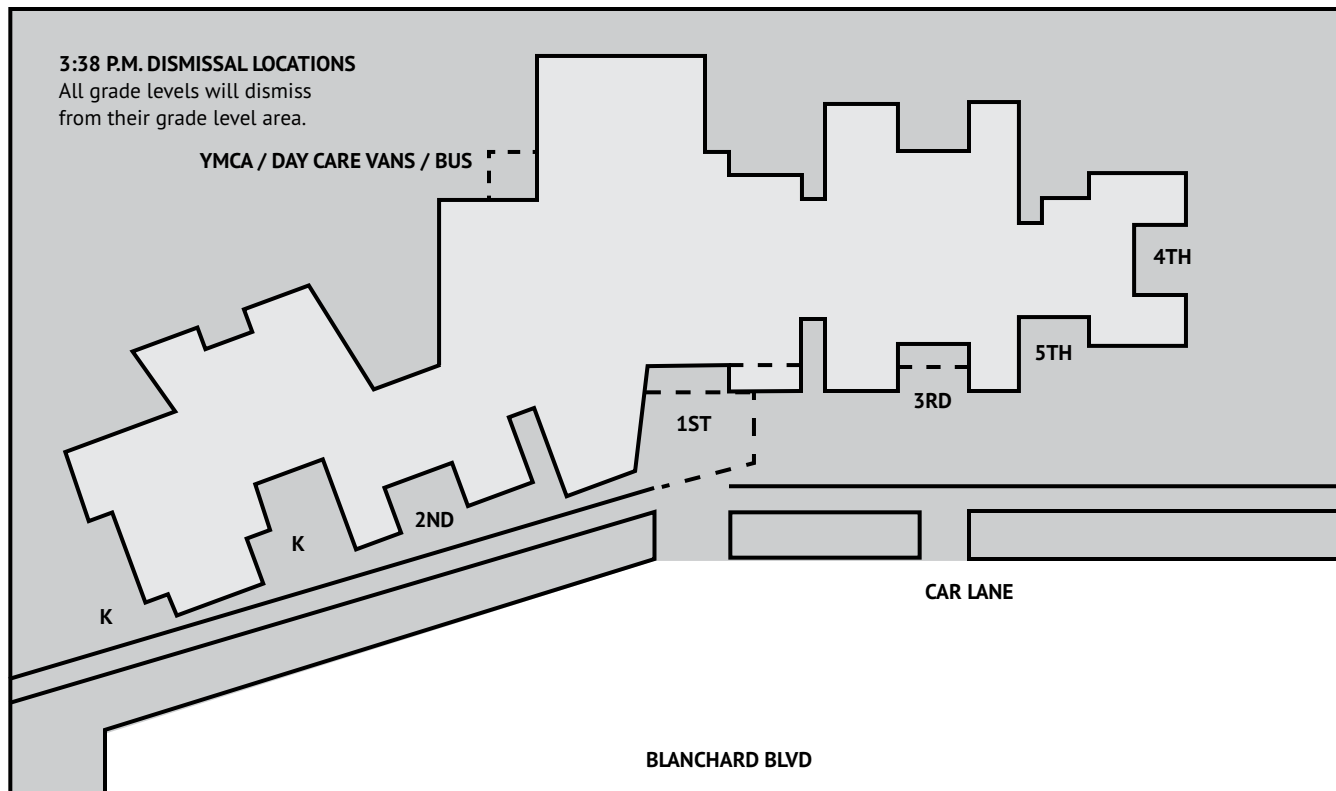 3:38 P.M. DISMISSAL LOCATIONS
All grade levels will dismiss
from their grade level area.
YMCA / DAY CARE VANS / BUS
4TH
5TH
3RD
1ST
2ND
K
K
CAR LANE
BLANCHARD BLVD